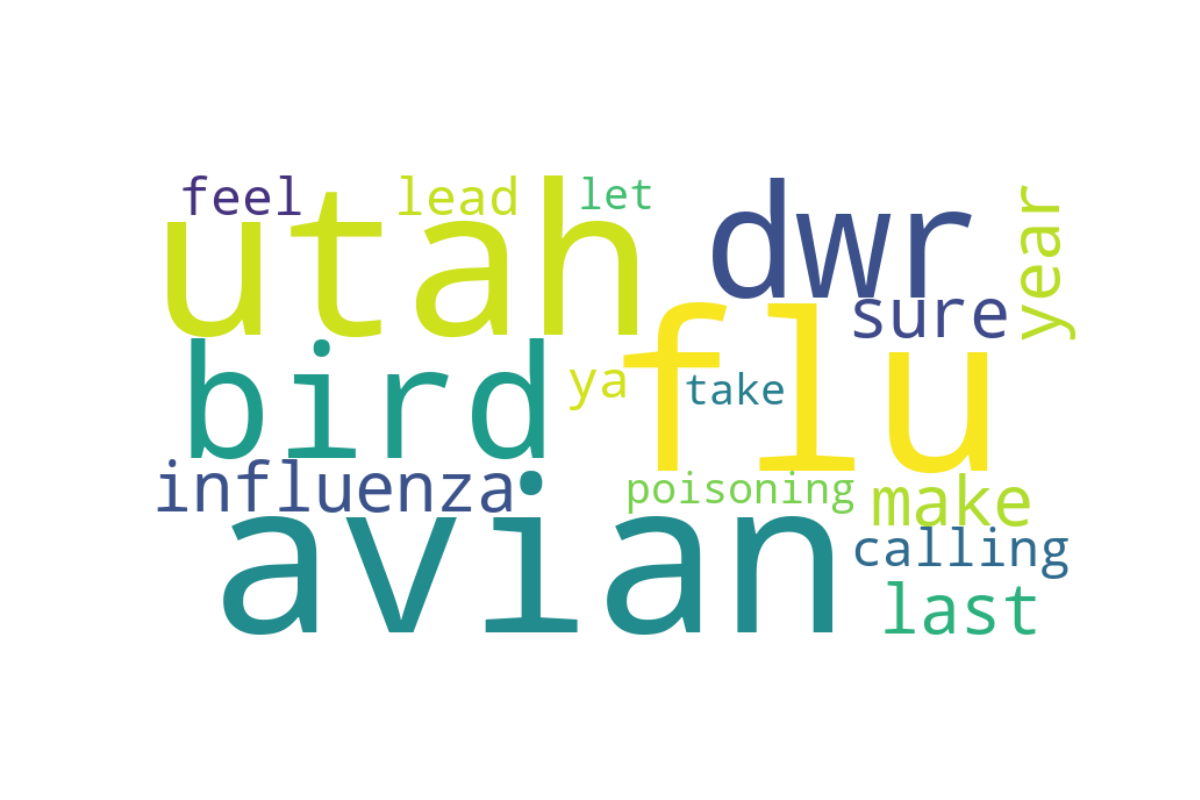 feel
lead
let
utah
dwr
year
sure
bird
ya
flu
take
influenza
poisoning
make
avian
calling
last